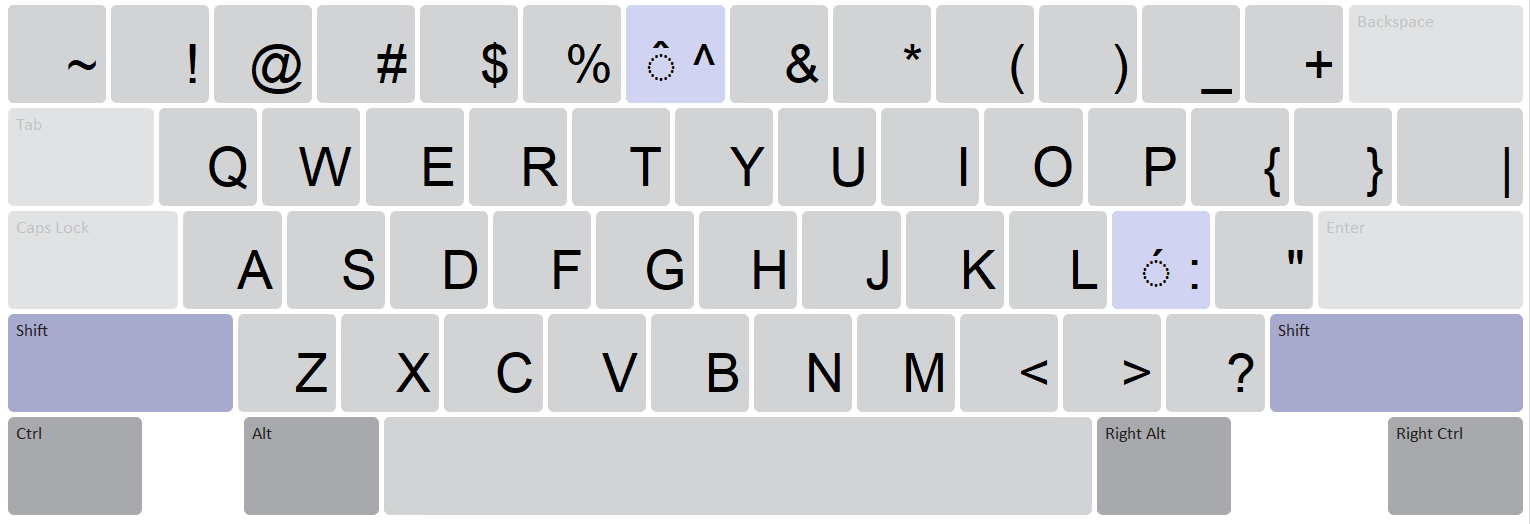 ~ ! @ # $ % ◌̂ ^ & * ( ) _ + Backspace
Tab Q W E R T Y U I O P { } |
Caps Lock A S D F G H J K L ◌́ : " Enter
Shift Z X C V B N M < > ? Shift
Ctrl Alt Right Alt Right Ctrl